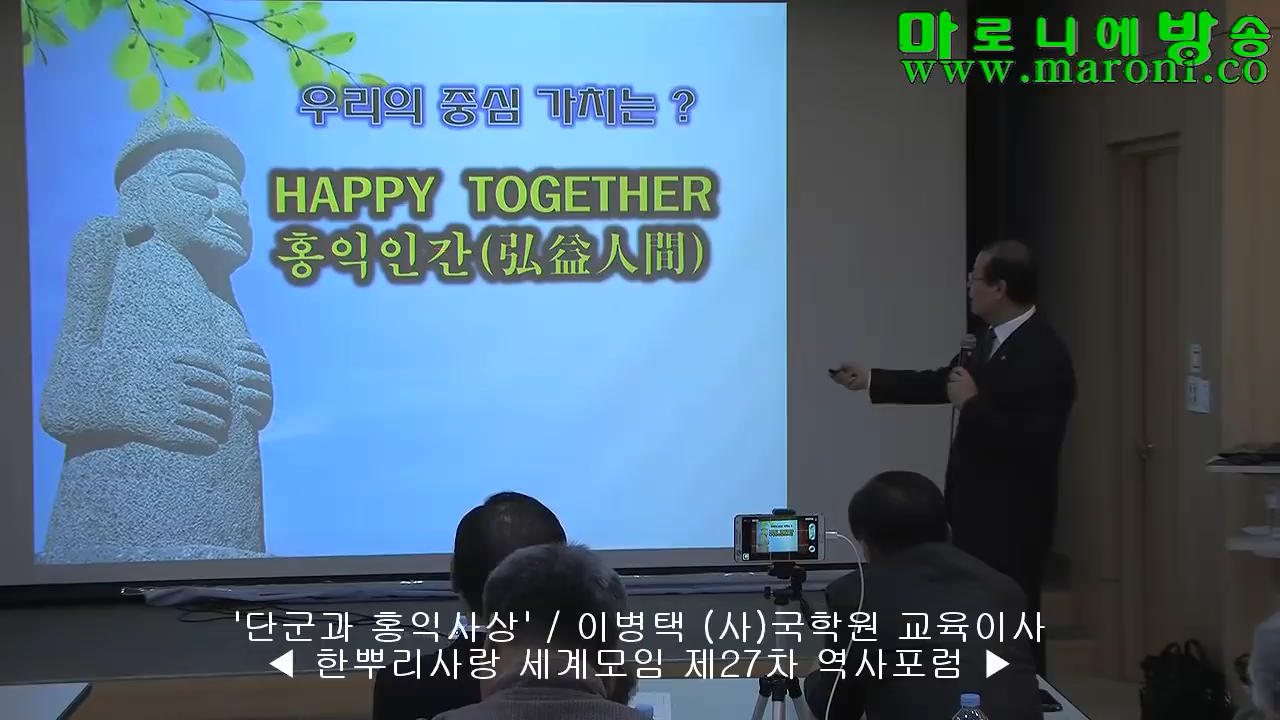 마로니에방송
www.maroni.co
우리의 중심 가치는 ?
HAPPY TOGETHER
홍익인간(弘益人間)
'단군과 홍익사상' / 이병택 (사)국학원 교육이사
◀ 한뿌리사랑 세계모임 제27차 역사포럼 ▶